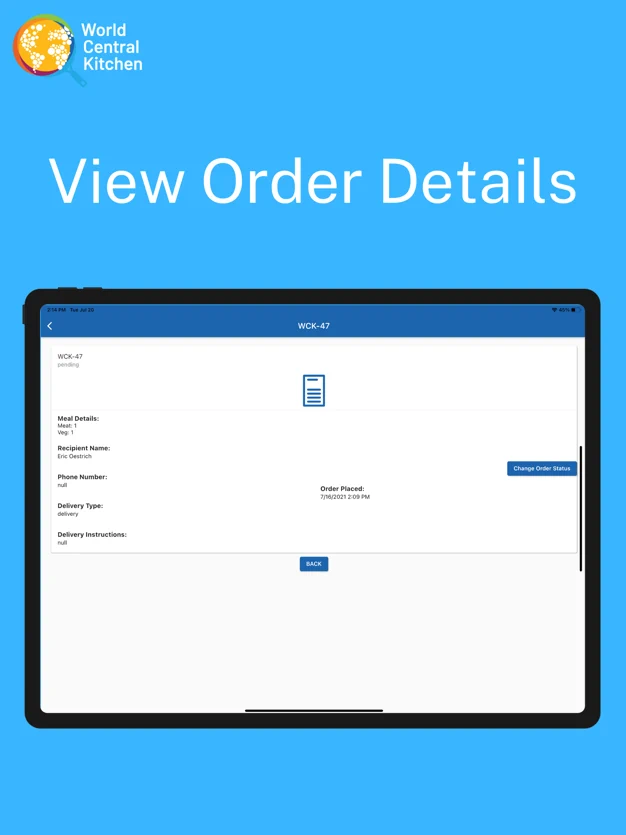 World
Central
Kitchen
View Order Details
2:14 PM Tue Jul 20
WCK-47
WCK-47
pending
Meal Details:
Meat: 1
Veg: 1
Recipient Name:
Eric Oestrich
Change Order Status
Phone Number:
null
Order Placed:
7/16/2021 2:09 PM
Delivery Type:
delivery
Delivery Instructions:
null
BACK